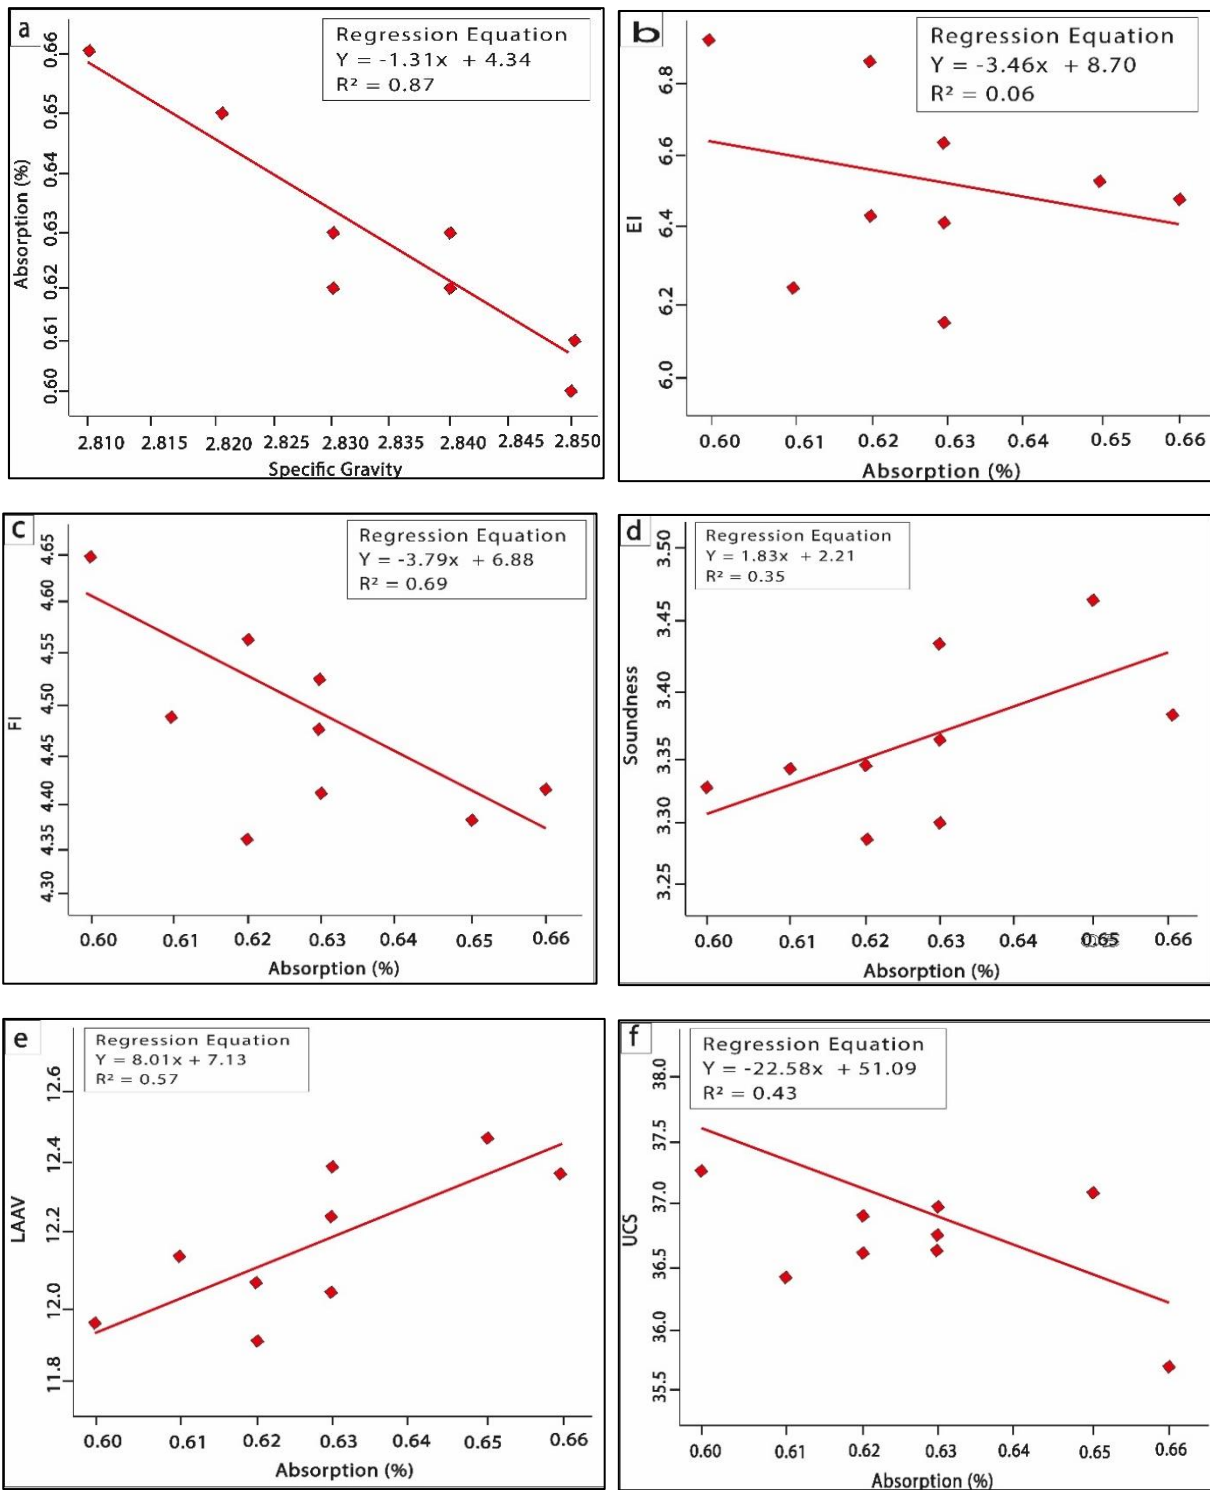 a
Regression Equation
Y = -1.31x + 4.34
R² = 0.87
Absorption (%)
0.66
0.65
0.64
0.63
0.62
0.61
0.60
2.810 2.815 2.820 2.825 2.830 2.835 2.840 2.845 2.850
Specific Gravity
b
Regression Equation
Y = -3.46x + 8.70
R² = 0.06
EI
6.8
6.6
6.4
6.2
6.0
0.60 0.61 0.62 0.63 0.64 0.65 0.66
Absorption (%)
c
Regression Equation
Y = -3.79x + 6.88
R² = 0.69
FI
4.65
4.60
4.55
4.50
4.45
4.40
4.35
4.30
0.60 0.61 0.62 0.63 0.64 0.65 0.66
Absorption (%)
d
Regression Equation
Y = 1.83x + 2.21
R² = 0.35
Soundness
3.50
3.45
3.40
3.35
3.30
3.25
0.60 0.61 0.62 0.63 0.64 0.65 0.66
Absorption (%)
e
Regression Equation
Y = 8.01x + 7.13
R² = 0.57
LAAV
12.6
12.4
12.2
12.0
11.8
0.60 0.61 0.62 0.63 0.64 0.65 0.66
Absorption (%)
f
Regression Equation
Y = -22.58x + 51.09
R² = 0.43
UCS
38.0
37.5
37.0
36.5
36.0
35.5
0.60 0.61 0.62 0.63 0.64 0.65 0.66
Absorption (%)